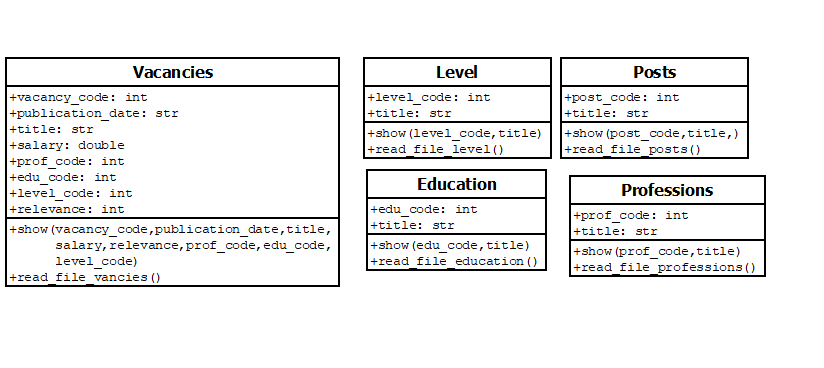 Vacancies
+vacancy_code: int
+publication_date: str
+title: str
+salary: double
+prof_code: int
+edu_code: int
+level_code: int
+relevance: int
+show(vacancy_code,publication_date,title,
salary,relevance,prof_code,edu_code,
level_code)
+read_file_vancies()
Level
+level_code: int
+title: str
+show(level_code,title)
+read_file_level()
Posts
+post_code: int
+title: str
+show(post_code,title,)
+read_file_posts()
Education
+edu_code: int
+title: str
+show(edu_code,title)
+read_file_education()
Professions
+prof_code: int
+title: str
+show(prof_code,title)
+read_file_professions()